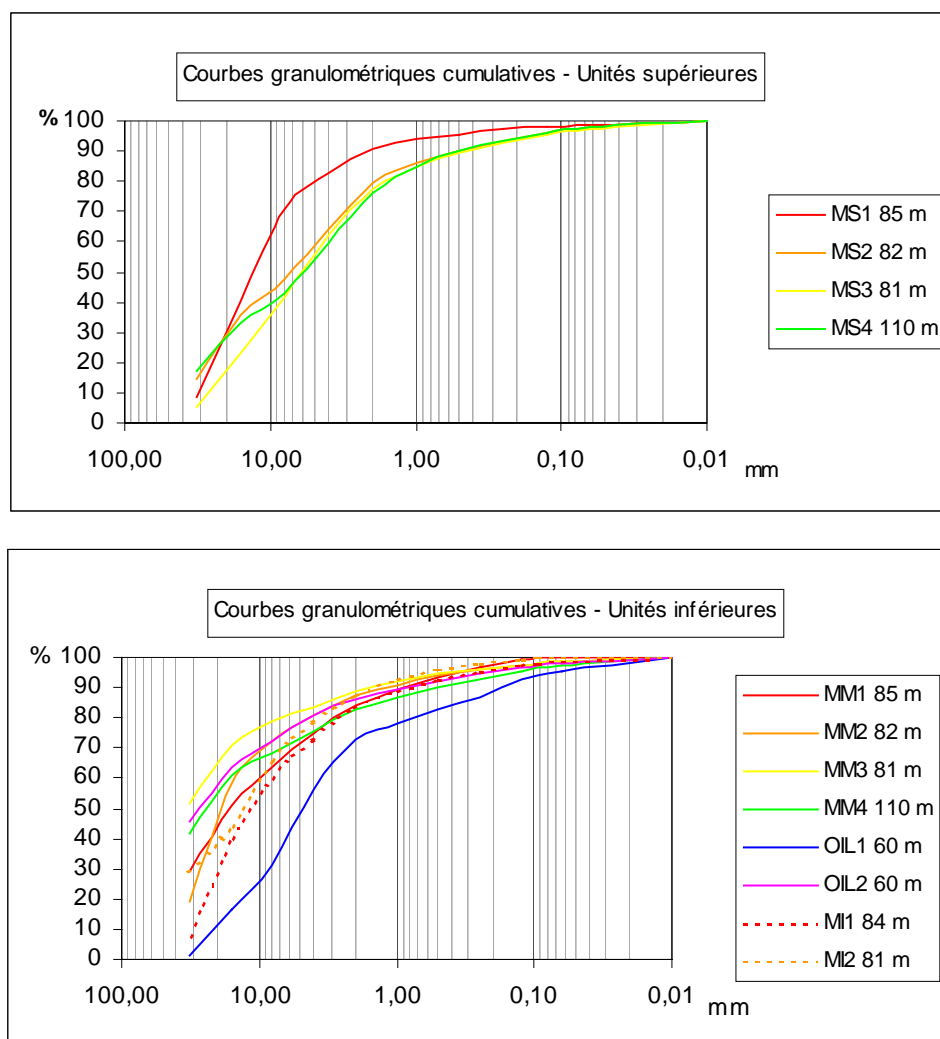 Courbes granulométriques cumulatives - Unités supérieures
% 100
90
80
70
60
50
40
30
20
10
0
100,00 10,00 1,00 0,10 0,01
mm
MS1 85 m
MS2 82 m
MS3 81 m
MS4 110 m
Courbes granulométriques cumulatives - Unités inférieures
% 100
90
80
70
60
50
40
30
20
10
0
100,00 10,00 1,00 0,10 0,01
mm
MM1 85 m
MM2 82 m
MM3 81 m
MM4 110 m
OIL1 60 m
OIL2 60 m
MI1 84 m
MI2 81 m